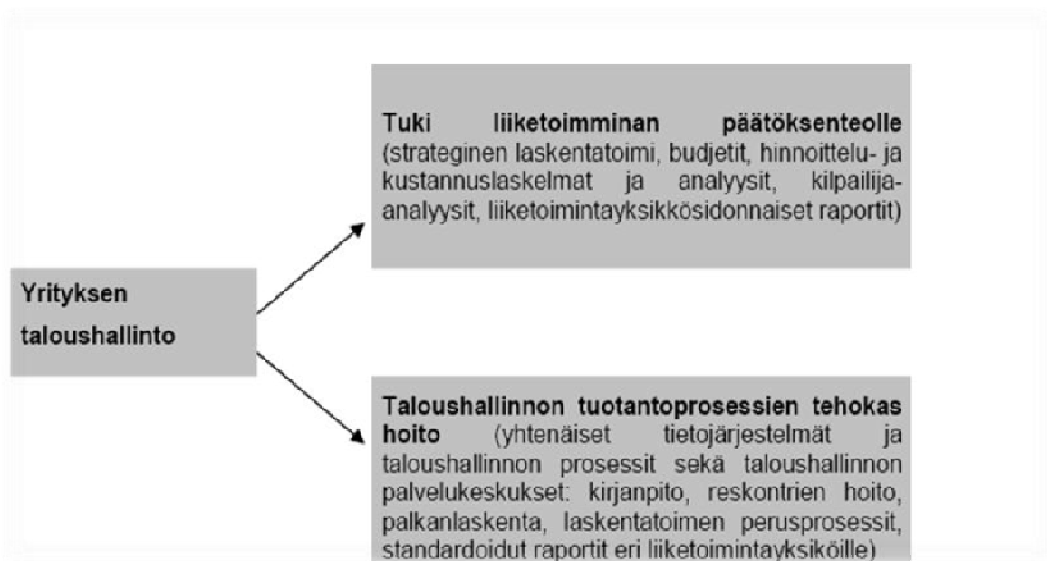 Tuki liiketoimminan päätöksenteolle
(strateginen laskentatoimi, budjetit, hinnoittelu- ja
kustannuslaskelmat ja analyysit, kilpailija-
analyysit, liiketoimintayksikkösidonnaiset raportit)
Yrityksen
taloushallinto
Taloushallinnon tuotantoprosessien tehokas
hoito (yhtenäiset tietojärjestelmät ja
taloushallinnon prosessit sekä taloushallinnon
palvelukeskukset: kirjanpito, reskontrien hoito,
palkanlaskenta, laskentatoimen perusprosessit,
standardoidut raportit eri liiketoimintayksiköille)